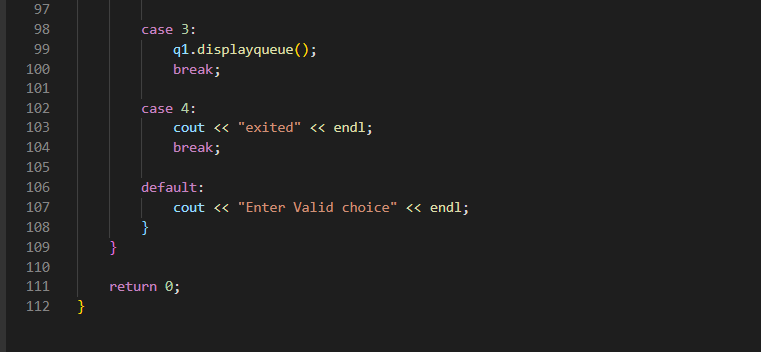 97
98 case 3:
99 q1.displayqueue();
100 break;
101
102 case 4:
103 cout << "exited" << endl;
104 break;
105
106 default:
107 cout << "Enter Valid choice" << endl;
108 }
109 }
110
111 return 0;
112 }